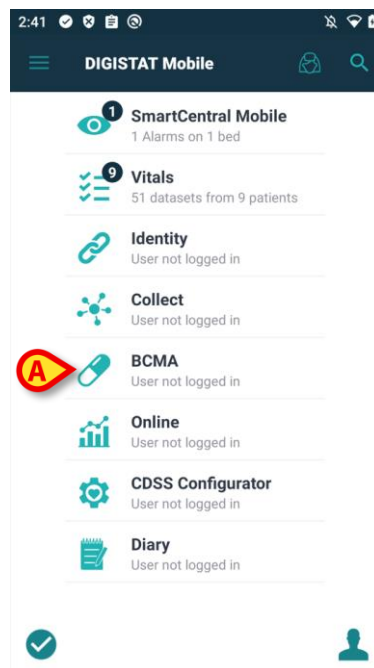 2:41
DIGISTAT Mobile
1
SmartCentral Mobile
1 Alarms on 1 bed
9
Vitals
51 datasets from 9 patients
Identity
User not logged in
Collect
User not logged in
A
BCMA
User not logged in
Online
User not logged in
CDSS Configurator
User not logged in
Diary
User not logged in